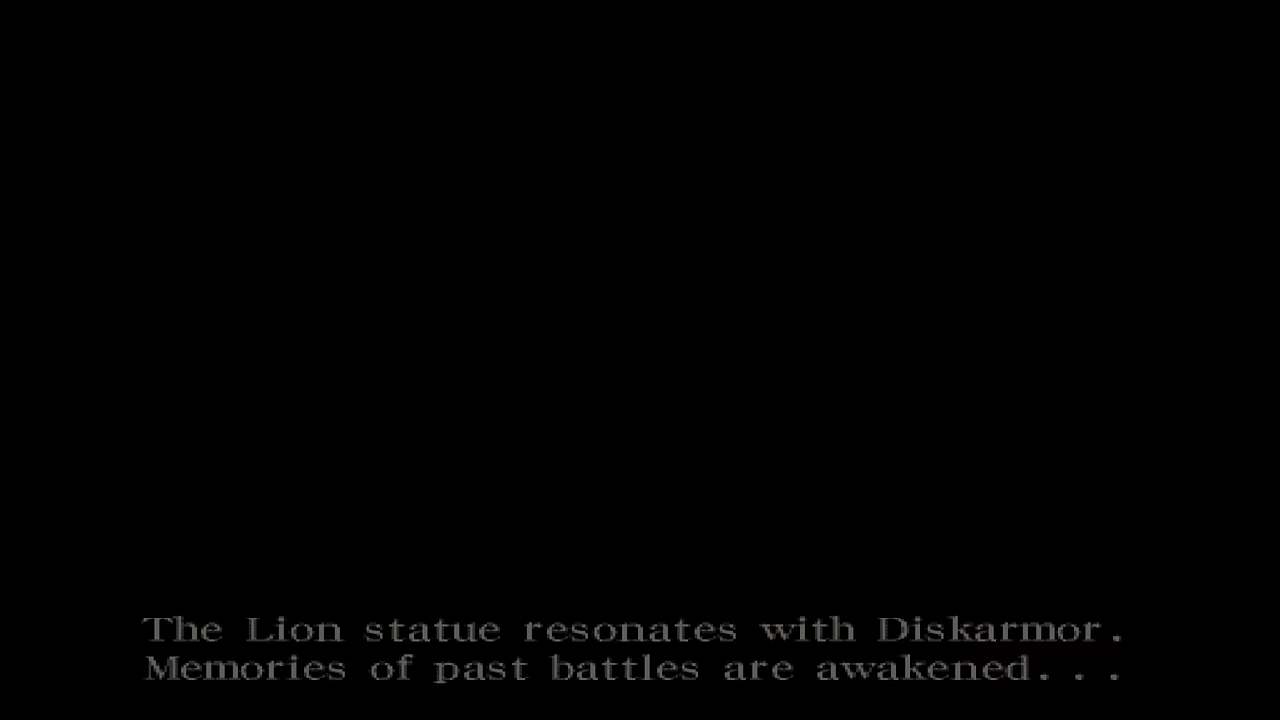 The Lion statue resonates with Diskarmor.
Memories of past battles are awakened...